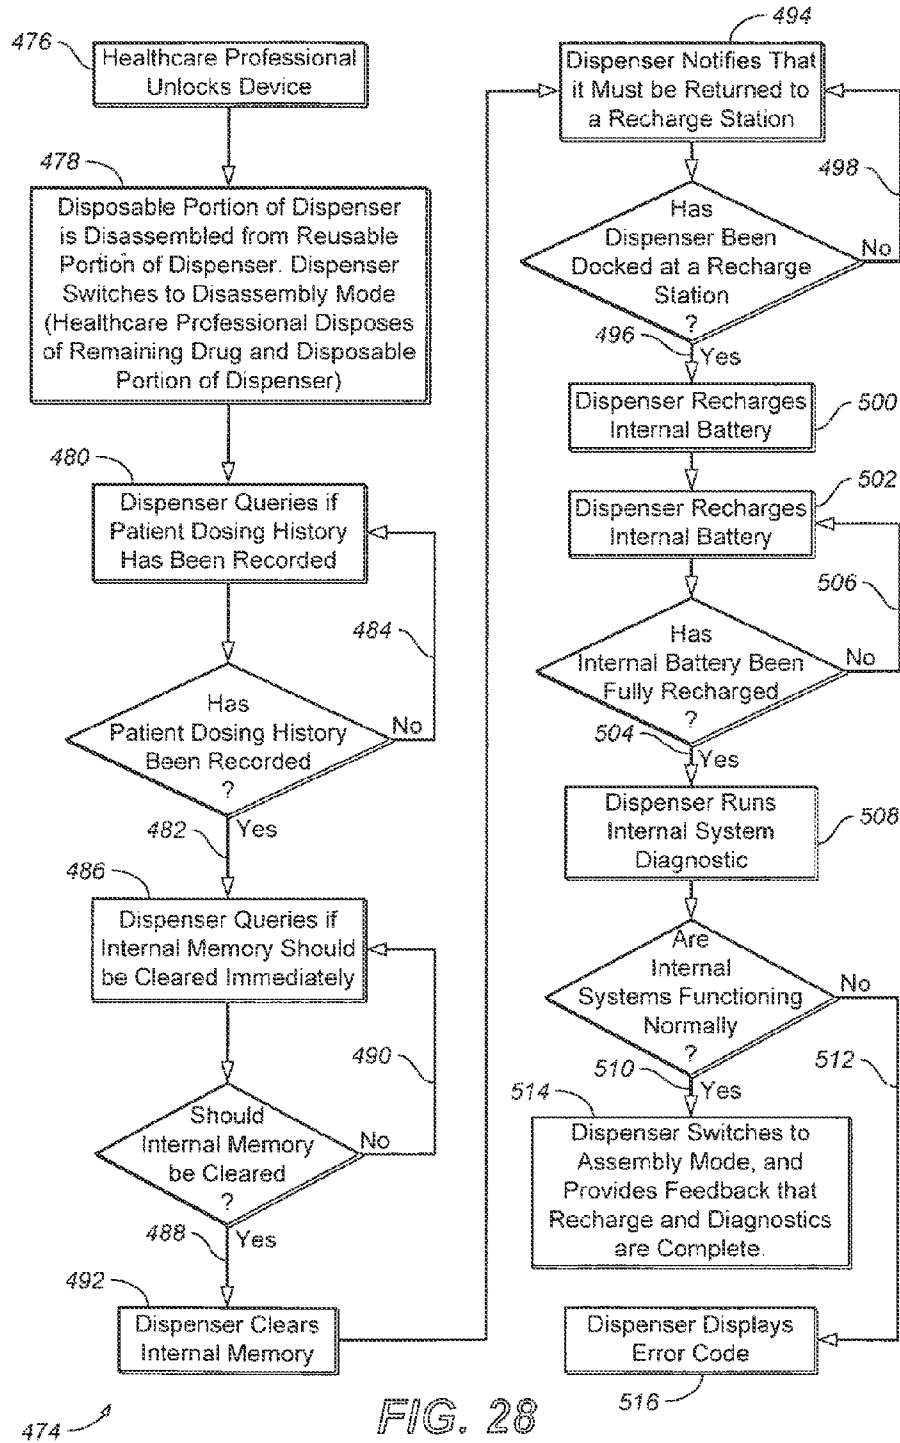 476
Healthcare Professional
Unlocks Device
478
Disposable Portion of Dispenser
is Disassembled from Reusable
Portion of Dispenser. Dispenser
Switches to Disassembly Mode
(Healthcare Professional Disposes
of Remaining Drug and Disposable
Portion of Dispenser)
480
Dispenser Queries if
Patient Dosing History
Has Been Recorded
484
Has
Patient Dosing History
Been Recorded
?
No
482
Yes
486
Dispenser Queries if
Internal Memory Should
be Cleared Immediately
490
Should
Internal Memory
be Cleared
?
No
488
Yes
492
Dispenser Clears
Internal Memory
474
494
Dispenser Notifies That
it Must be Returned to
a Recharge Station
498
Has
Dispenser Been
Docked at a Recharge
Station
?
No
496
Yes
Dispenser Recharges
Internal Battery
500
502
Dispenser Recharges
Internal Battery
506
Has
Internal Battery Been
Fully Recharged
?
No
504
Yes
Dispenser Runs
Internal System
Diagnostic
508
Are
Internal
Systems Functioning
Normally
?
No
512
510
Yes
514
Dispenser Switches to
Assembly Mode, and
Provides Feedback that
Recharge and Diagnostics
are Complete.
Dispenser Displays
Error Code
516
FIG. 28